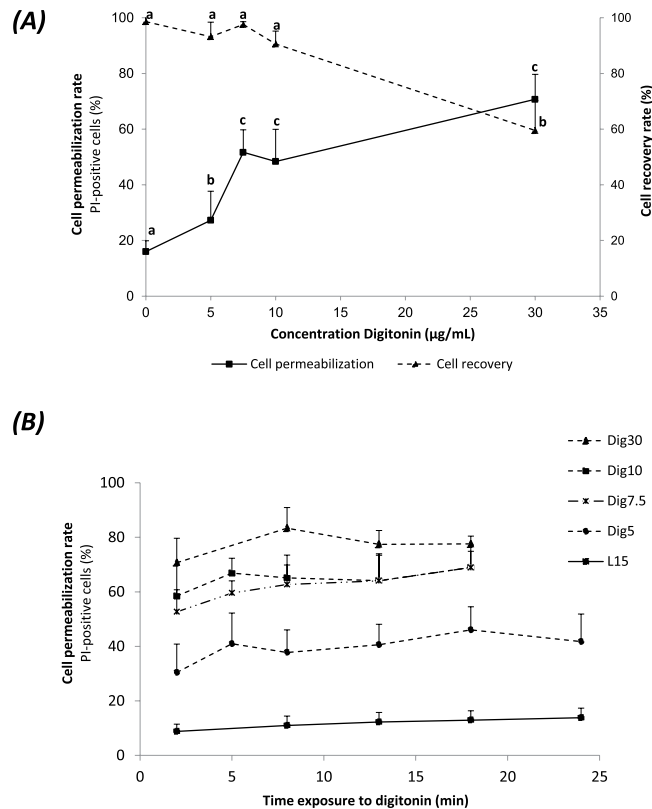 (A)
100
80
60
40
20
0
Cell permeabilization rate
PI-positive cells (%)
a
a
a
a
b
a
b
c
c
c
100
80
60
40
20
0
Cell recovery rate (%)
0 5 10 15 20 25 30 35
Concentration Digitonin (µg/mL)
Cell permeabilization Cell recovery
(B)
Dig30
Dig10
Dig7.5
Dig5
L15
100
80
60
40
20
0
Cell permeabilization rate
PI-positive cells (%)
0 5 10 15 20 25
Time exposure to digitonin (min)